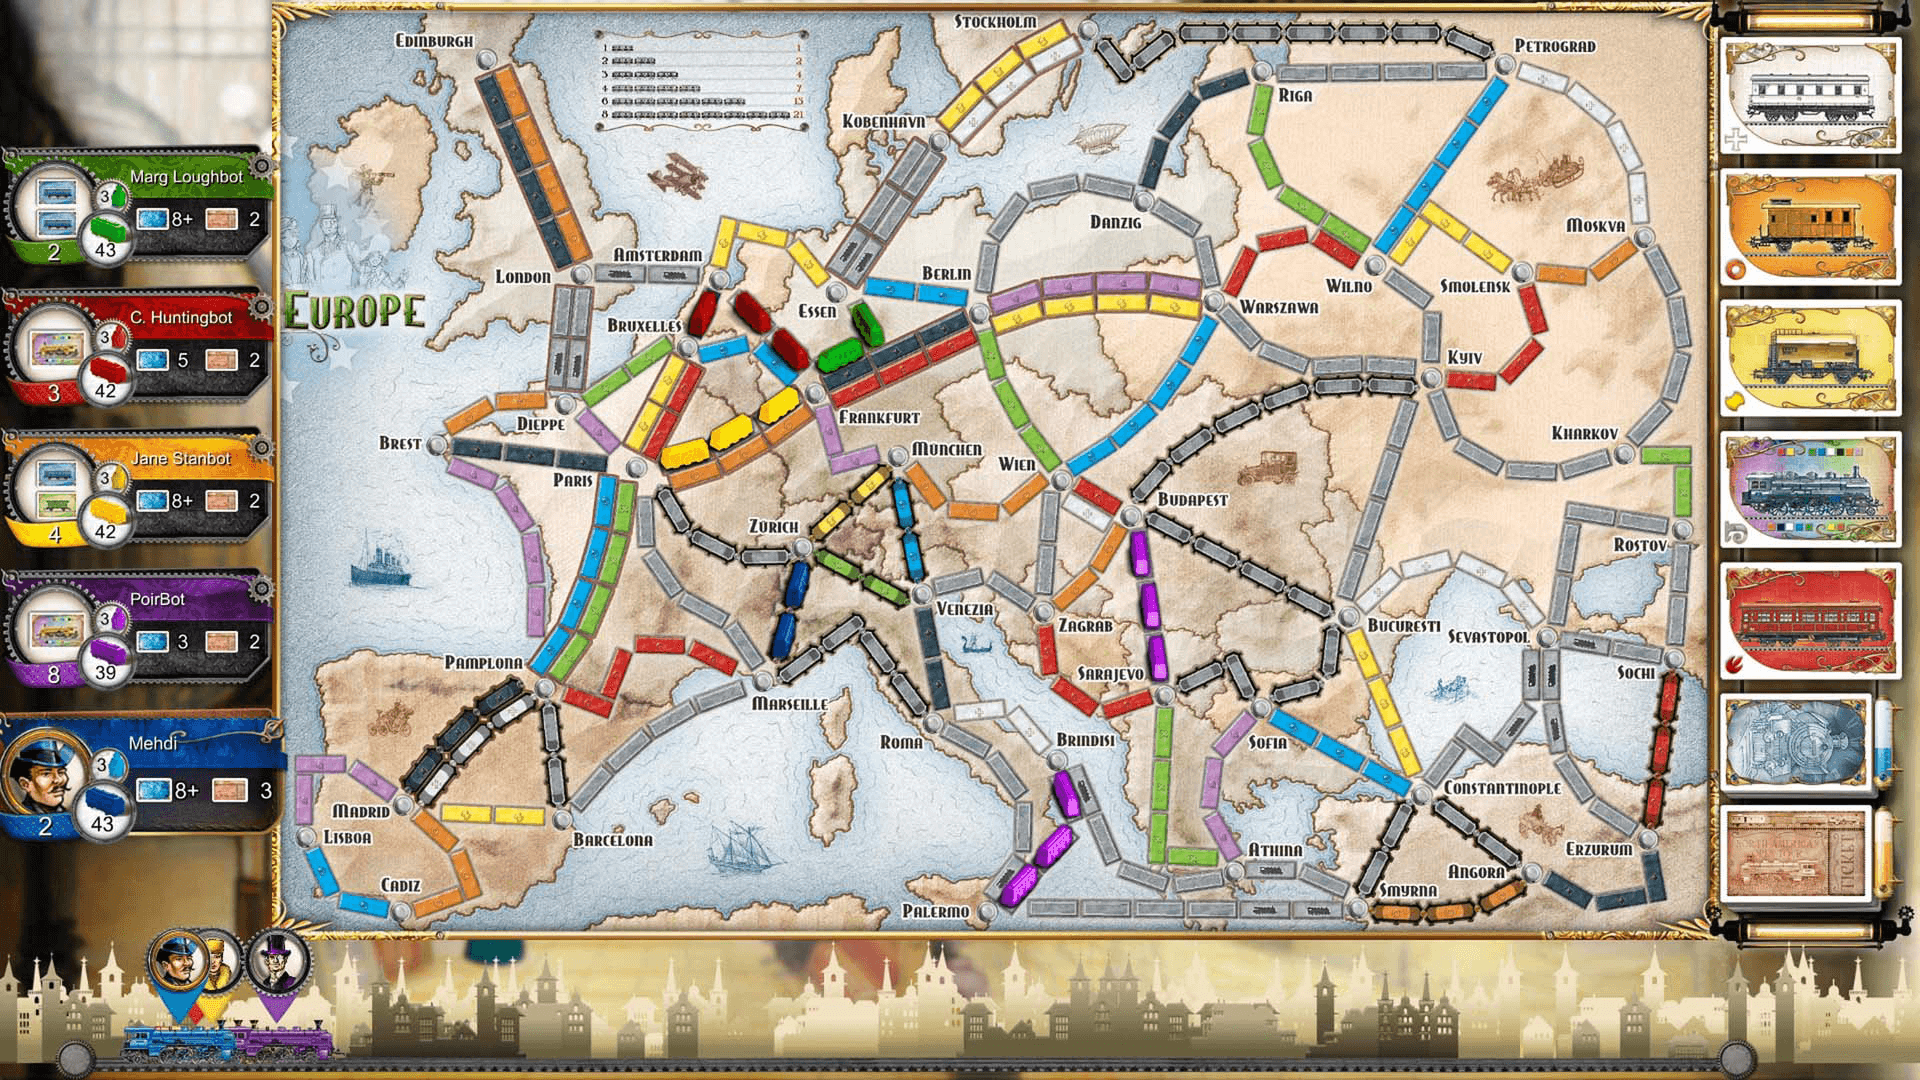 Marg Loughbot
3
8+
2
2
43
C. Huntingbot
3
5
2
3
42
Jane Stanbot
3
8+
2
4
42
PoirBot
3
3
2
8
39
Mehdi
3
8+
3
2
43
EUROPE
1 1
2 2
3 4
4 7
6 15
8 21
EDINBURGH
STOCKHOLM
PETROGRAD
RIGA
KOBENHAVN
DANZIG
MOSKVA
LONDON
AMSTERDAM
BERLIN
WILNO
SMOLENSK
ESSEN
WARSZAWA
BRUXELLES
KYIV
DIEPPE
FRANKFURT
BREST
KHARKOV
MÜNCHEN
WIEN
PARIS
BUDAPEST
ZÜRICH
ROSTOV
VENEZIA
ZAGRAB
BUCURESTI
SEVASTOPOL
PAMPLONA
SARAJEVO
SOCHI
MARSEILLE
ROMA
BRINDISI
SOFIA
CONSTANTINOPLE
MADRID
LISBOA
BARCELONA
ATHINA
ERZURUM
ANGORA
CADIZ
SMYRNA
PALERMO
TICKET